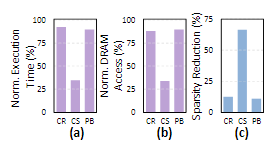 Norm. Execution
Time (%)
100
75
50
25
0
CR CS PB
(a)
Norm. DRAM
Access (%)
100
75
50
25
0
CR CS PB
(b)
Sparsity Reduction (%)
75
50
25
0
CR CS PB
(c)